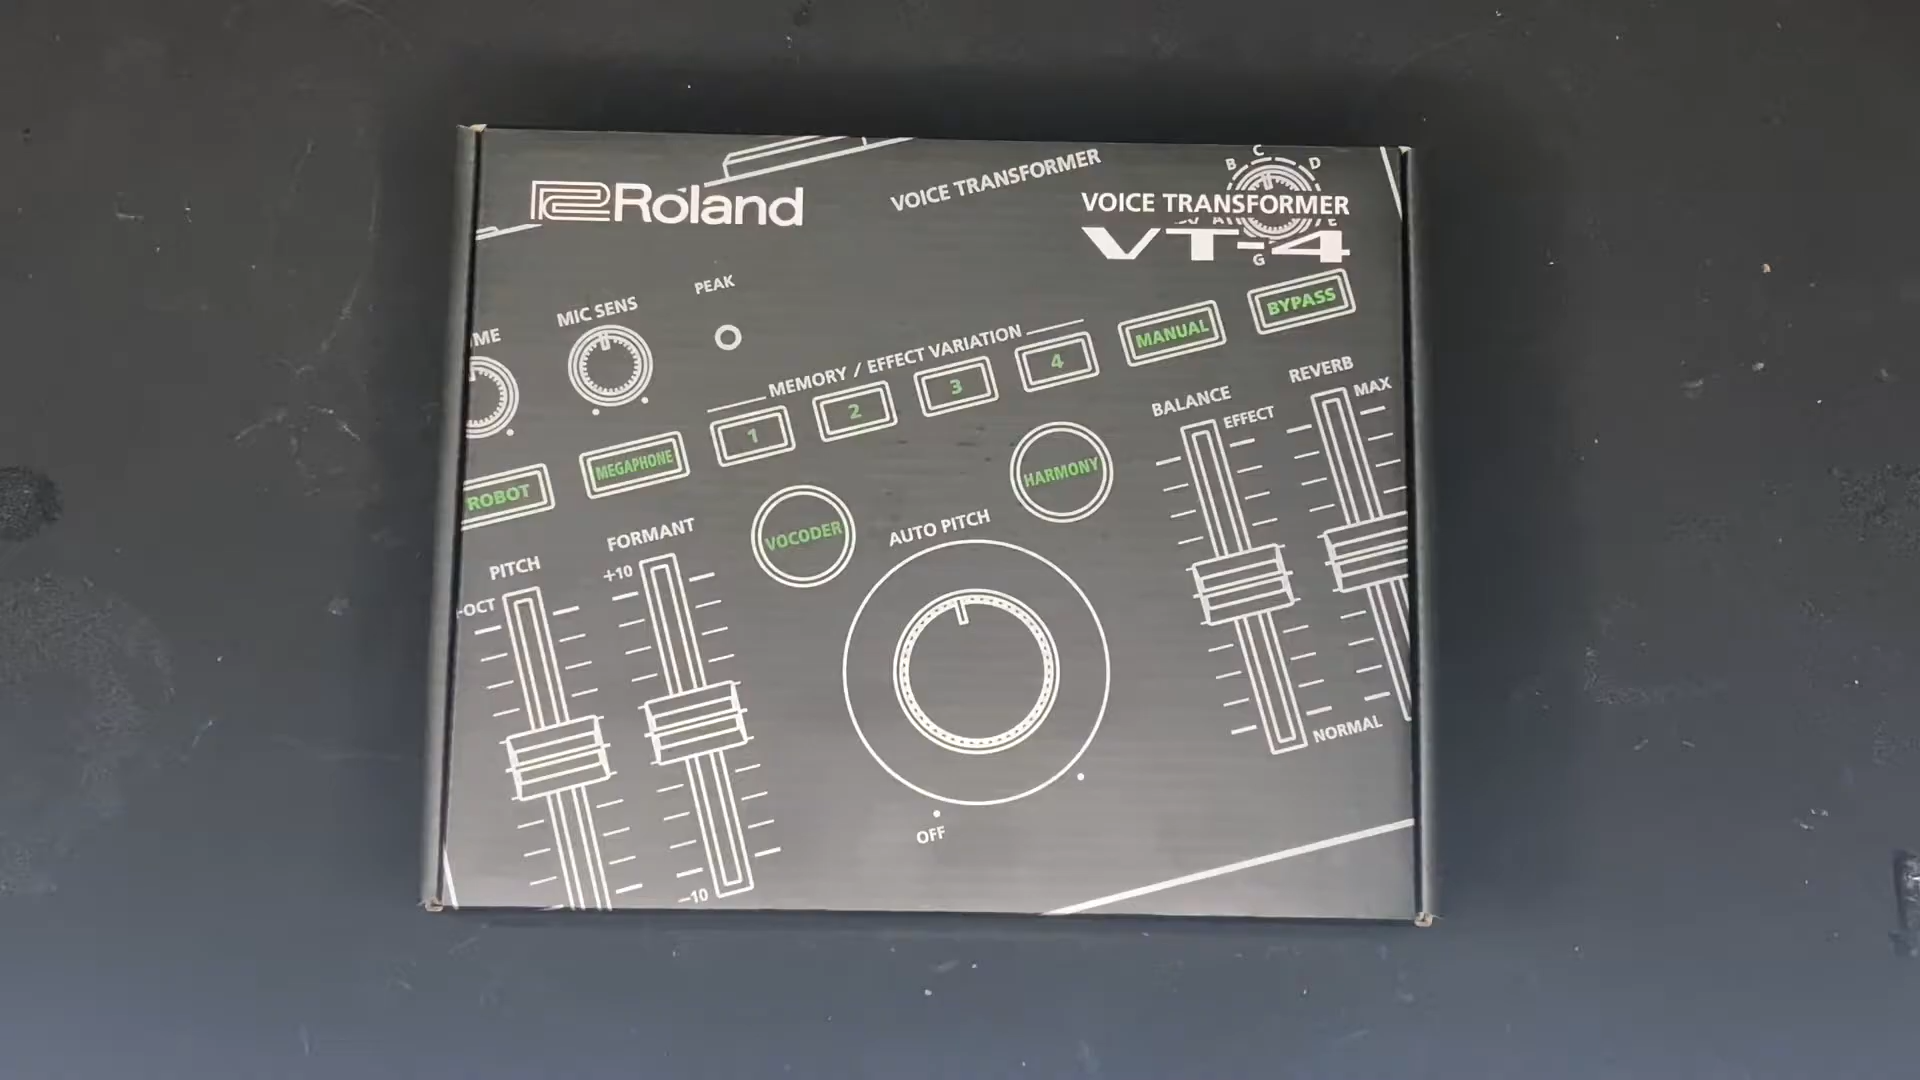 Roland
VOICE TRANSFORMER
VOICE TRANSFORMER
VT-4
B C D
E
G
PEAK
MIC SENS
MEMORY / EFFECT VARIATION
1 2 3 4
MANUAL
BYPASS
ROBOT
MEGAPHONE
VOCODER
HARMONY
AUTO PITCH
OFF
PITCH
FORMANT
+10
-10
BALANCE
EFFECT
NORMAL
REVERB
MAX